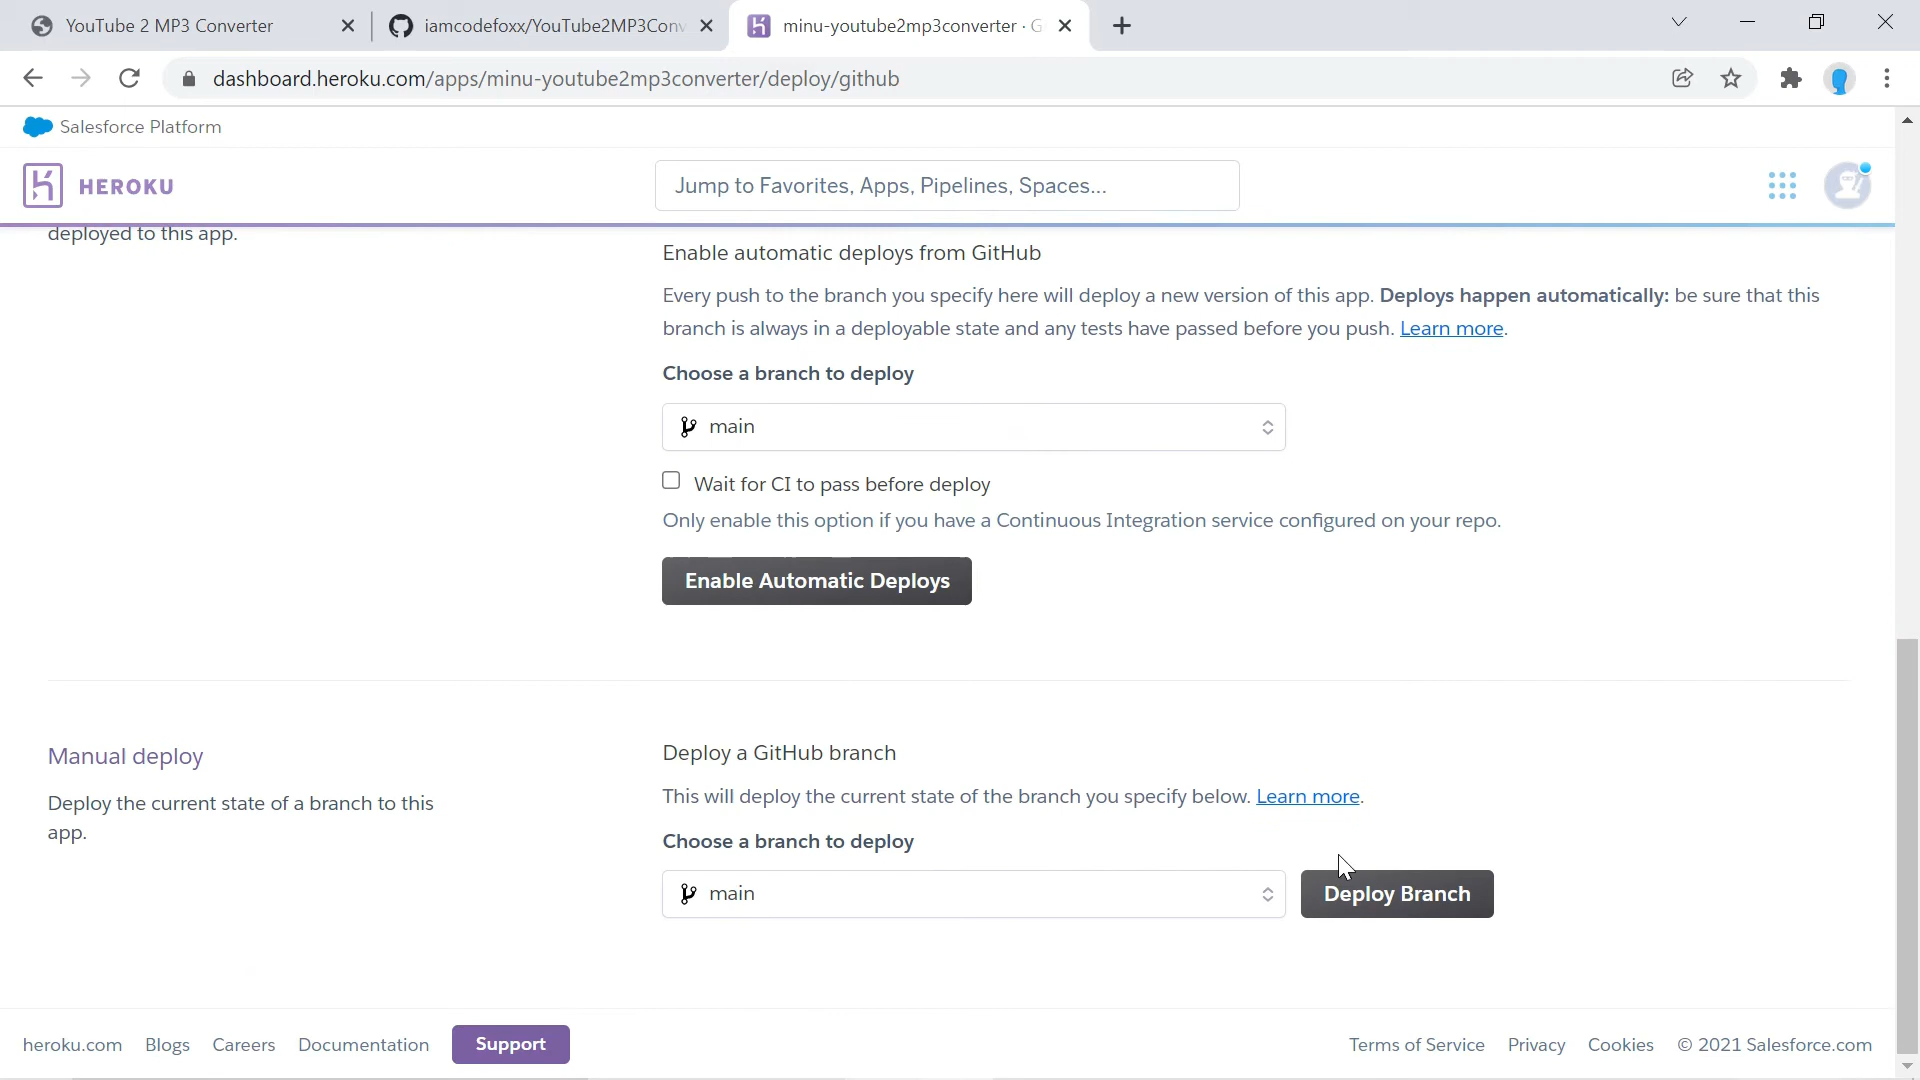 YouTube 2 MP3 Converter
iamcodefoxx/YouTube2MP3Conv
minu-youtube2mp3converter · G
dashboard.heroku.com/apps/minu-youtube2mp3converter/deploy/github
Salesforce Platform
HEROKU
Jump to Favorites, Apps, Pipelines, Spaces...
deployed to this app.
Enable automatic deploys from GitHub
Every push to the branch you specify here will deploy a new version of this app. Deploys happen automatically: be sure that this
branch is always in a deployable state and any tests have passed before you push. Learn more.
Choose a branch to deploy
main
Wait for CI to pass before deploy
Only enable this option if you have a Continuous Integration service configured on your repo.
Enable Automatic Deploys
Manual deploy
Deploy the current state of a branch to this
app.
Deploy a GitHub branch
This will deploy the current state of the branch you specify below. Learn more.
Choose a branch to deploy
main
Deploy Branch
heroku.com Blogs Careers Documentation Support Terms of Service Privacy Cookies © 2021 Salesforce.com